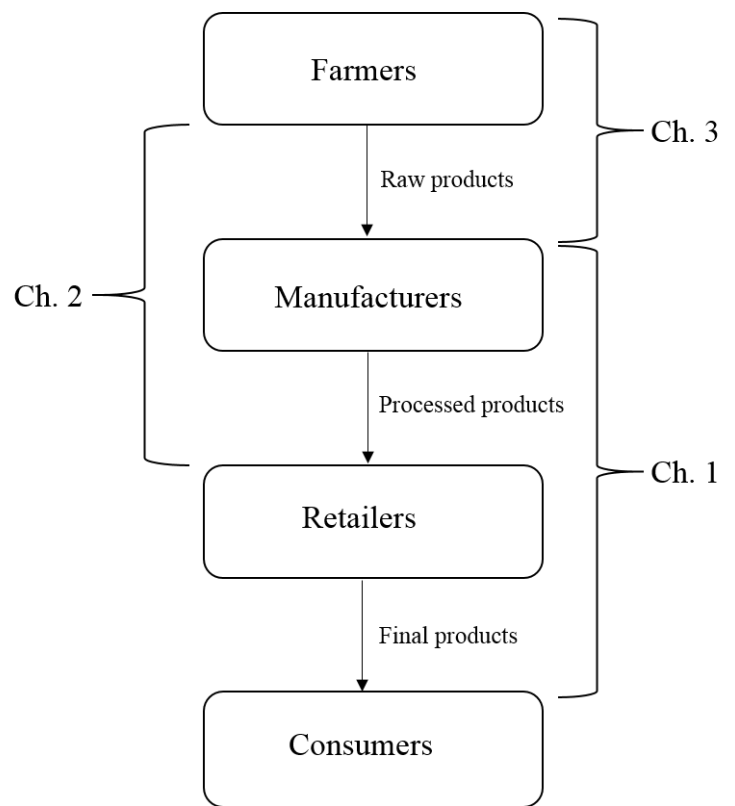 Farmers
Ch. 3
Raw products
Ch. 2
Manufacturers
Processed products
Ch. 1
Retailers
Final products
Consumers